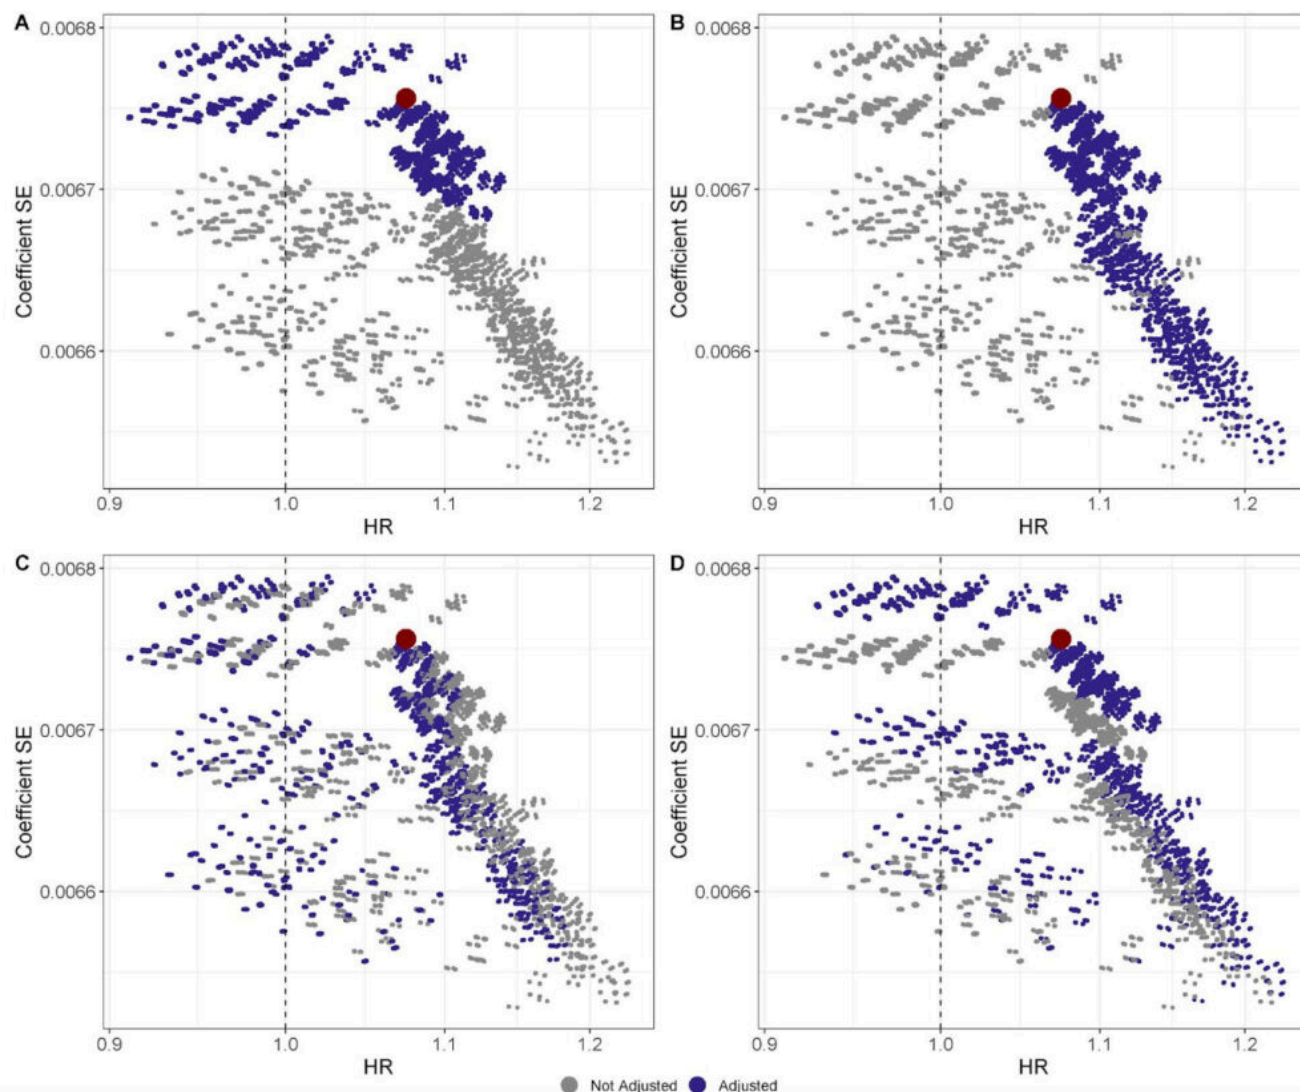 A
0.0068
0.0067
0.0066
Coefficient SE
0.9 1.0 1.1 1.2
HR
B
0.0068
0.0067
0.0066
Coefficient SE
0.9 1.0 1.1 1.2
HR
C
0.0068
0.0067
0.0066
Coefficient SE
0.9 1.0 1.1 1.2
HR
D
0.0068
0.0067
0.0066
Coefficient SE
0.9 1.0 1.1 1.2
HR
Not Adjusted Adjusted